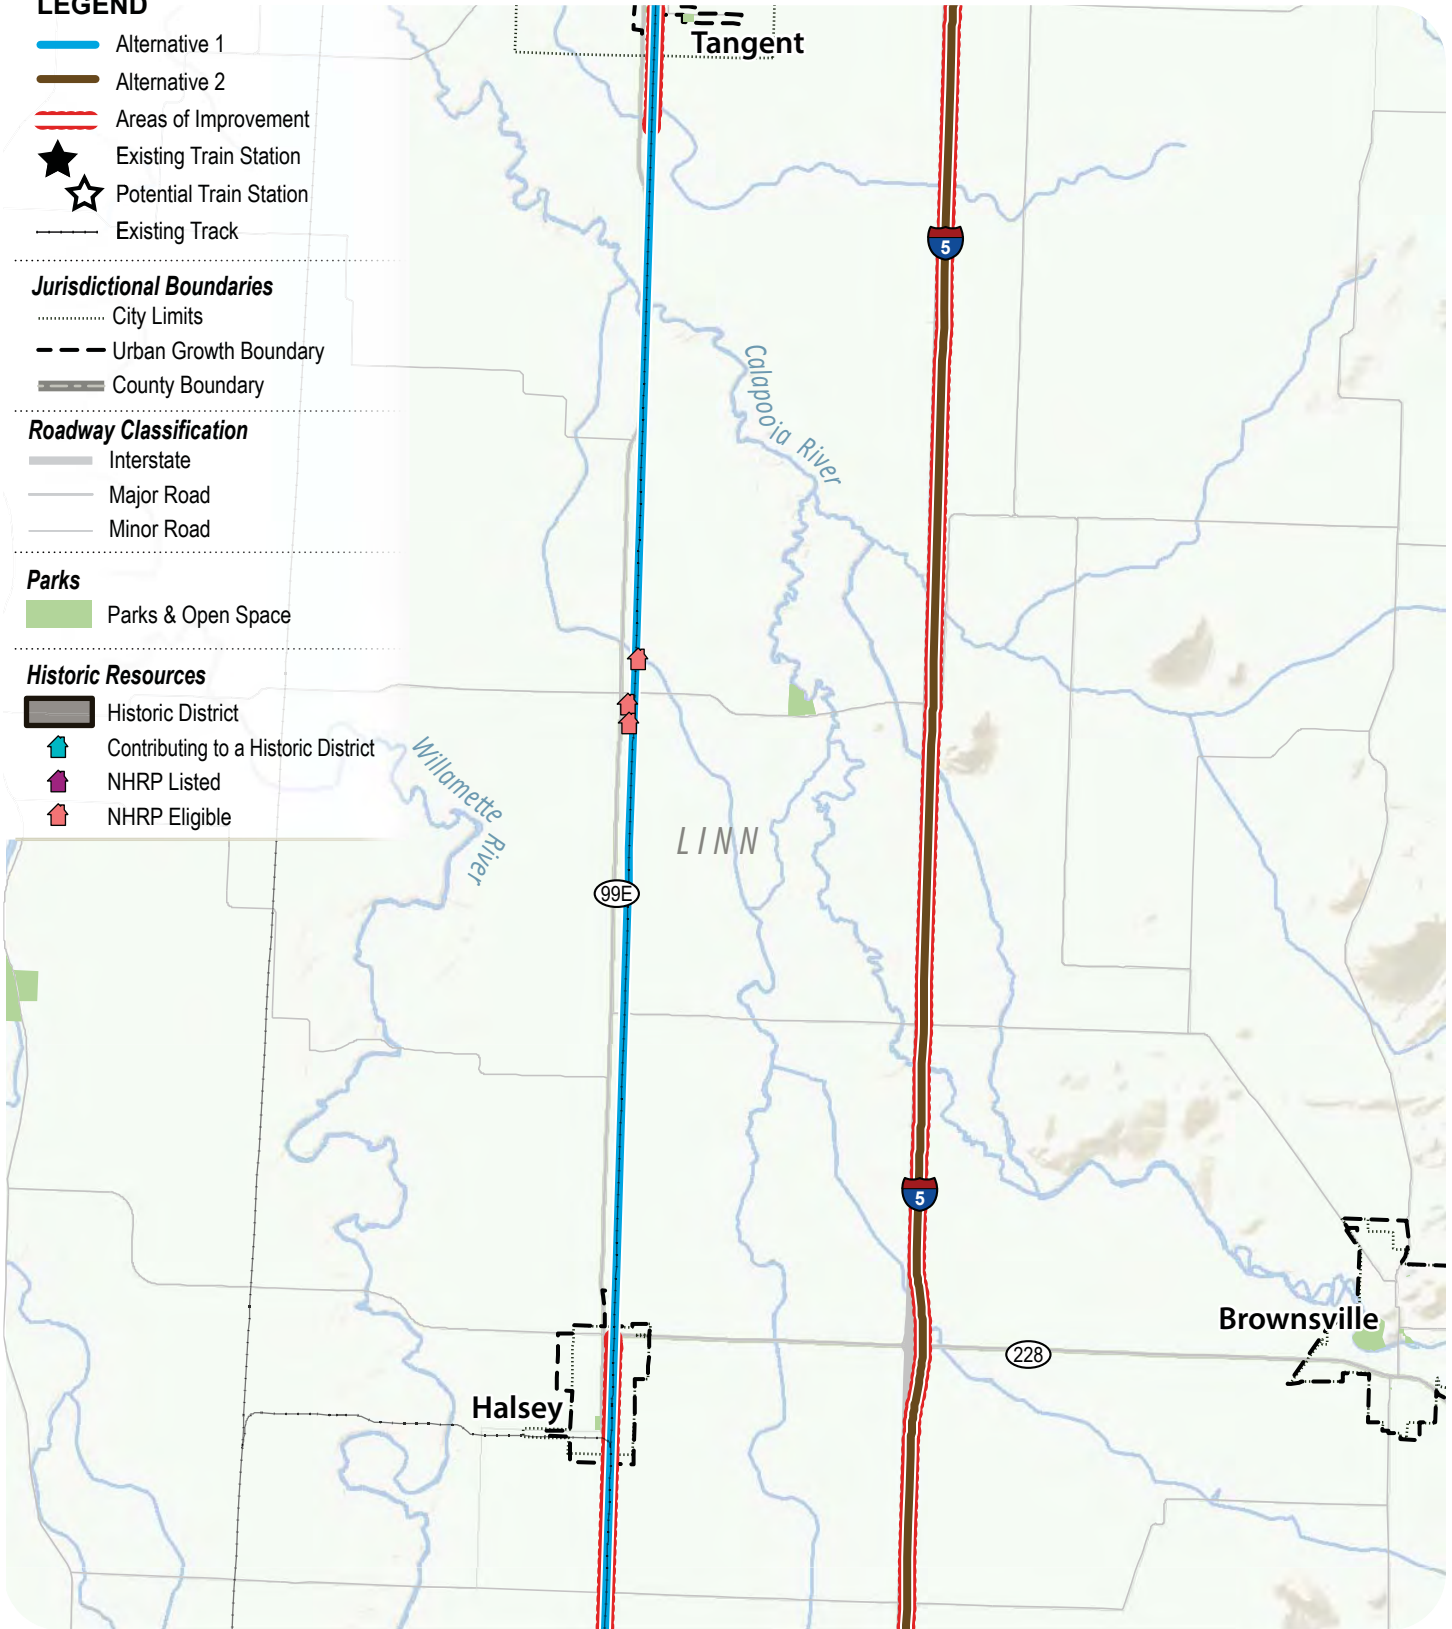 LEGEND
Alternative 1
Alternative 2
Areas of Improvement
Existing Train Station
Potential Train Station
Existing Track
Jurisdictional Boundaries
City Limits
Urban Growth Boundary
County Boundary
Roadway Classification
Interstate
Major Road
Minor Road
Parks
Parks & Open Space
Historic Resources
Historic District
Contributing to a Historic District
NHRP Listed
NHRP Eligible
Tangent
5
Calapooia River
Willamette River
LINN
99E
5
Brownsville
228
Halsey